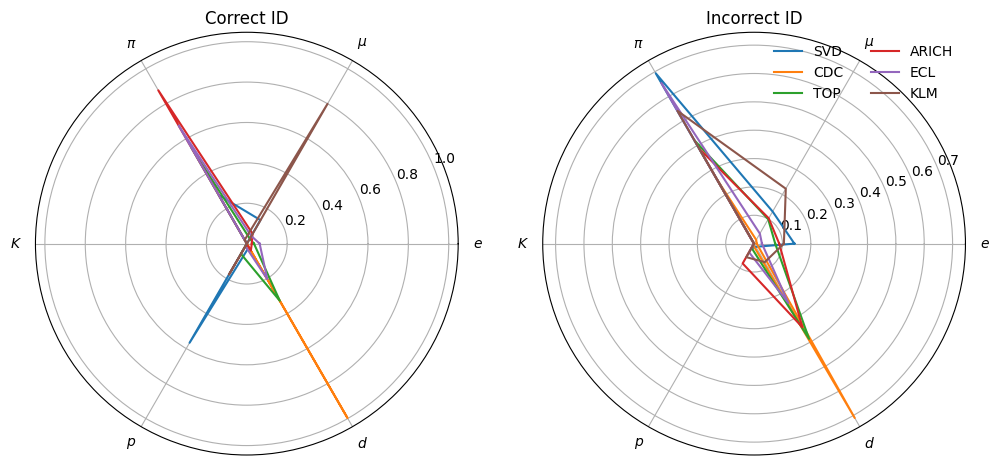 Correct ID
π
μ
K
e
p
d
0.2
0.4
0.6
0.8
1.0
Incorrect ID
π
μ
K
e
p
d
0.1
0.2
0.3
0.4
0.5
0.6
0.7
SVD
CDC
TOP
ARICH
ECL
KLM